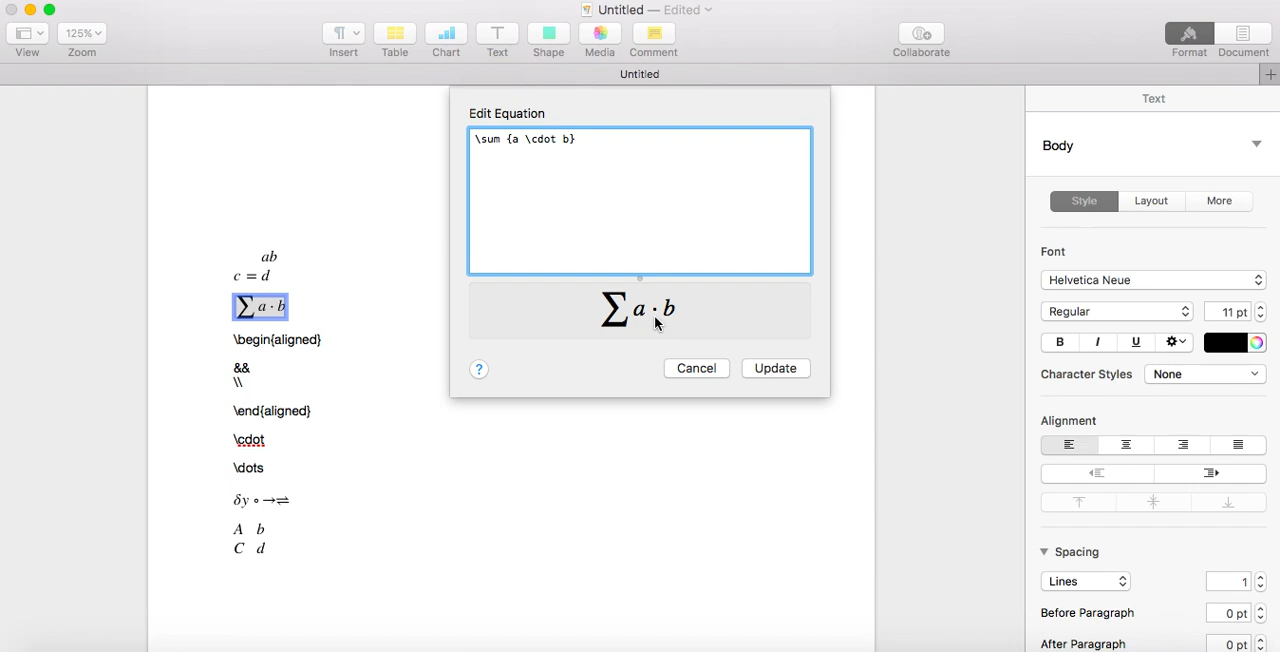 Untitled — Edited
125%
View
Zoom
Insert
Table
Chart
Text
Shape
Media
Comment
Collaborate
Format
Document
Untitled
Edit Equation
\sum {a \cdot b}
∑ a · b
?
Cancel
Update
ab
c = d
∑ a · b
\begin{aligned}
&&
\\
\end{aligned}
\cdot
\dots
δy ∘ →⇌
A b
C d
Text
Body
Style
Layout
More
Font
Helvetica Neue
Regular
11 pt
B
I
U
Character Styles
None
Alignment
Spacing
Lines
1
Before Paragraph
0 pt
After Paragraph
0 pt